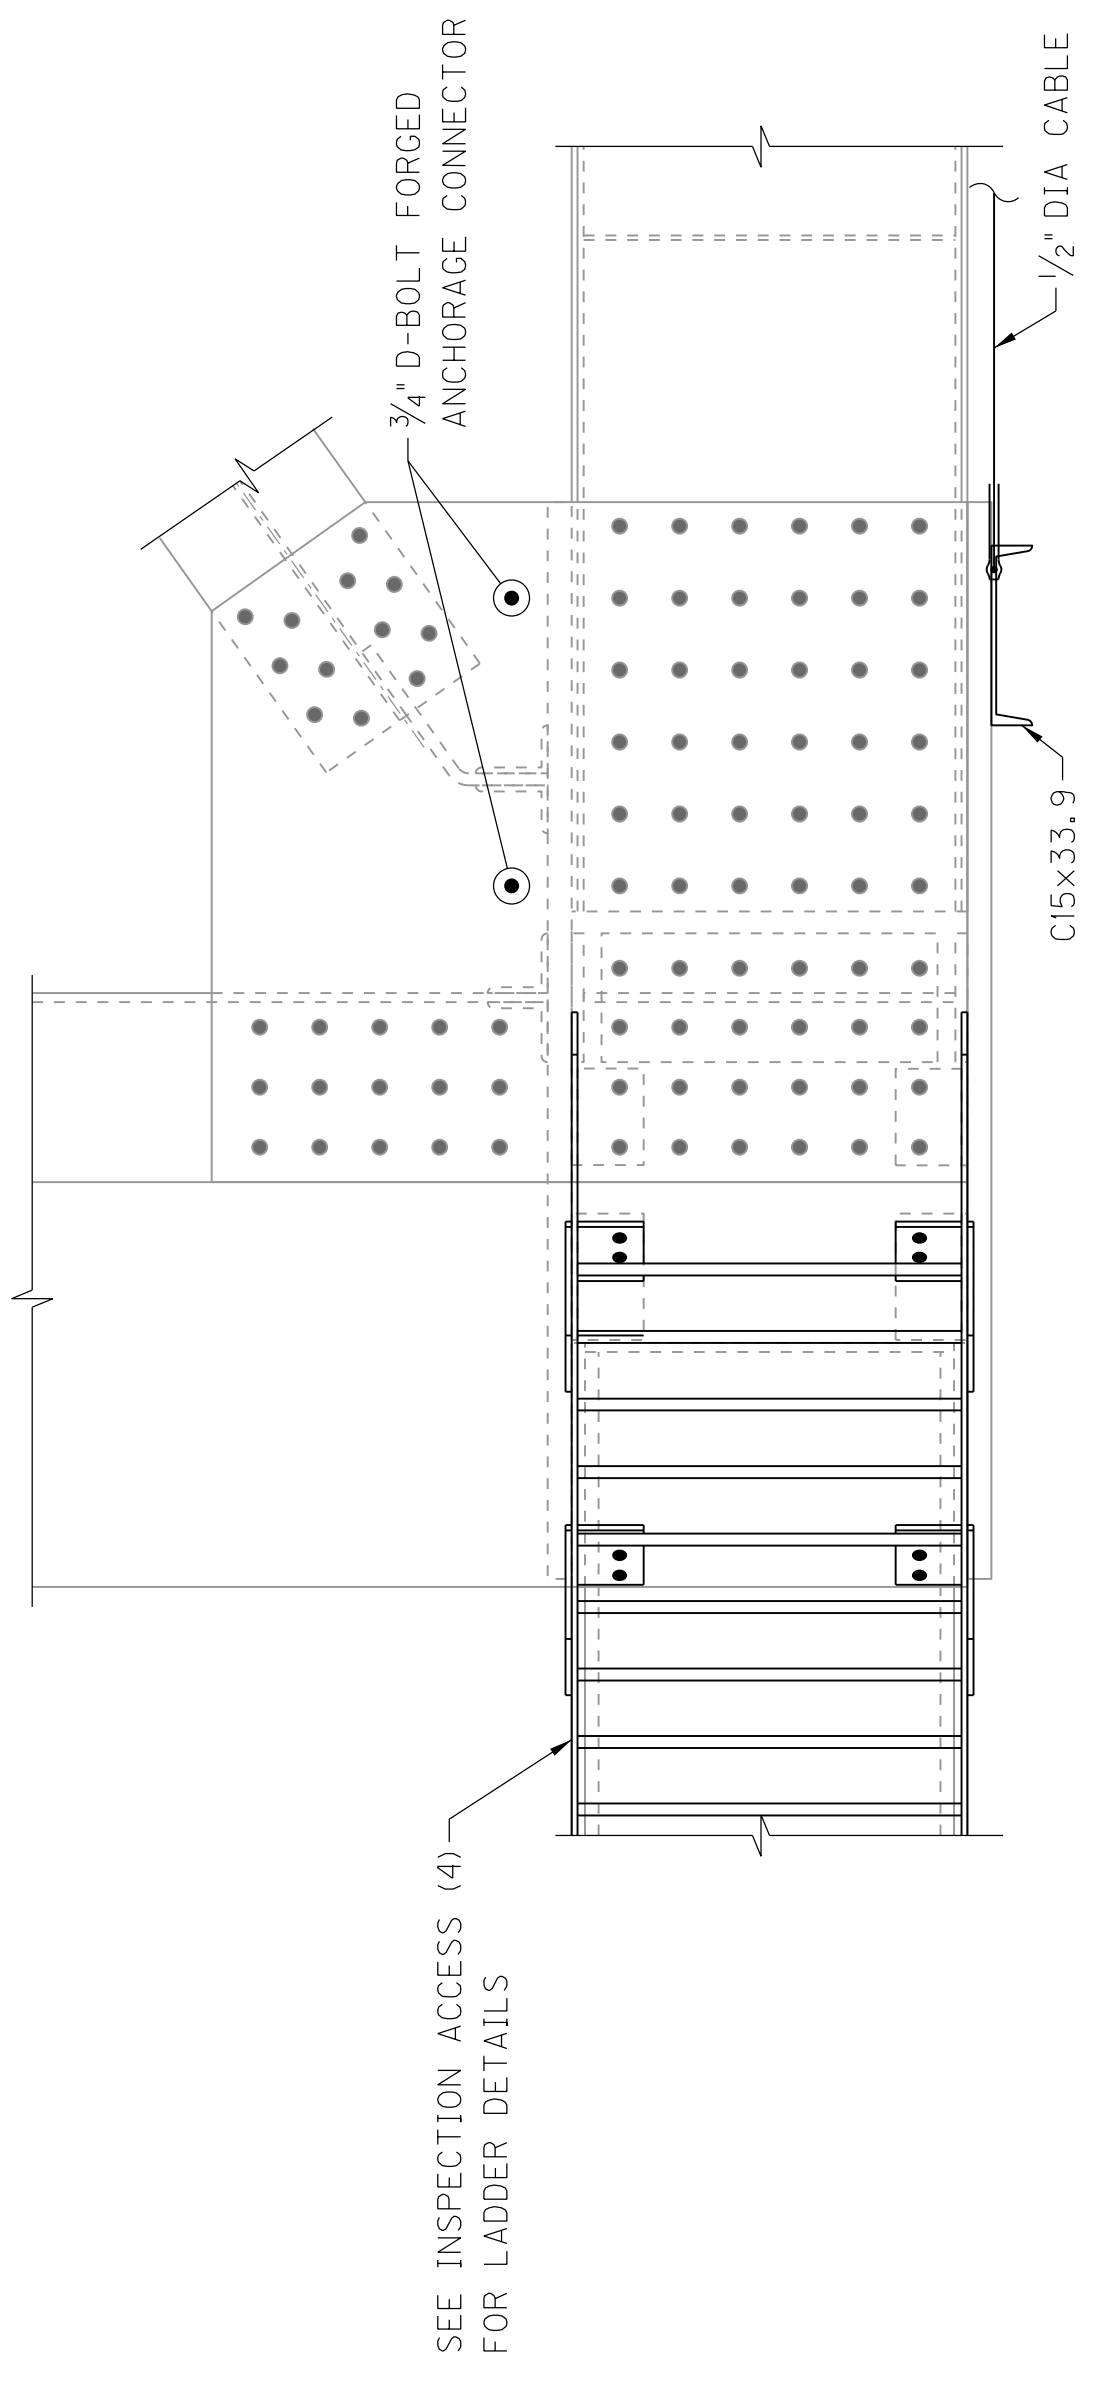 3/4" D-BOLT FORGED
ANCHORAGE CONNECTOR
1/2" DIA CABLE
C15x33.9
SEE INSPECTION ACCESS (4)
FOR LADDER DETAILS